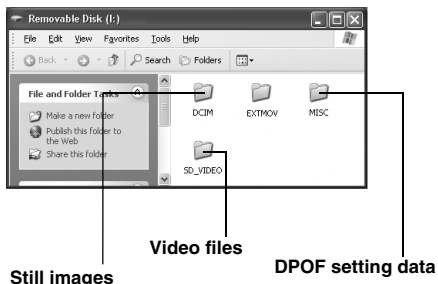 Removable Disk (I:)
File Edit View Favorites Tools Help
Back Search Folders
File and Folder Tasks
Make a new folder
Publish this folder to
the Web
Share this folder
DCIM EXTMOV MISC
SD_VIDEO
Video files
DPOF setting data
Still images